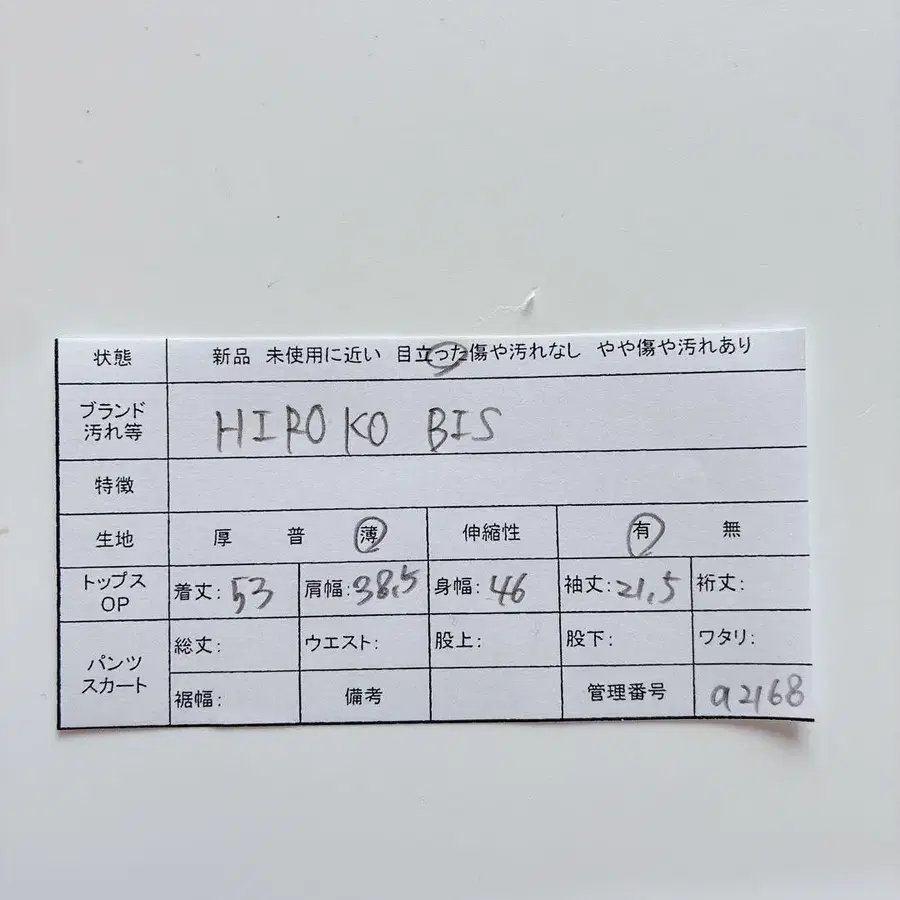 状態 新品 未使用に近い 目立った傷や汚れなし やや傷や汚れあり
ブランド
汚れ等
HIROKO BIS
特徴
生地 厚 普 薄 伸縮性 有 無
トップス
OP
着丈:53 肩幅:38,5 身幅:46 袖丈:21,5 裄丈:
パンツ
スカート
総丈: ウエスト: 股上: 股下: ワタリ:
裾幅: 備考 管理番号 a2168